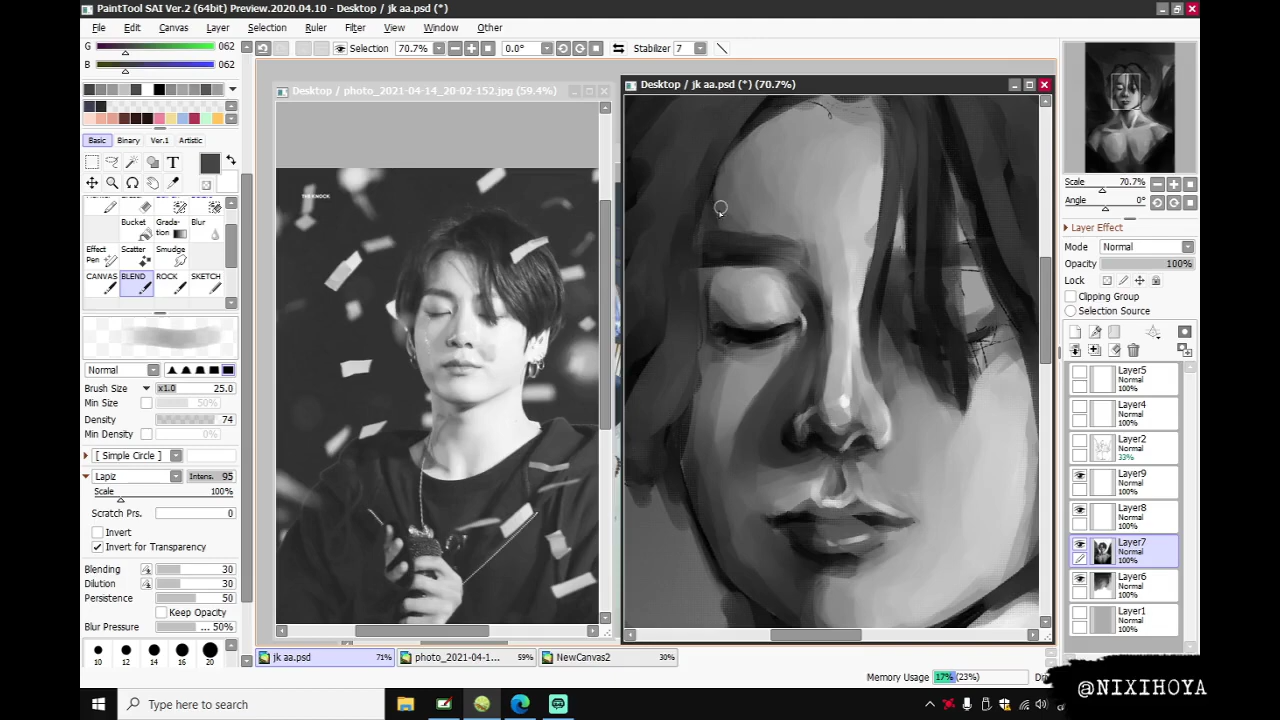 PaintTool SAI Ver.2 (64bit) Preview.2020.04.10 - Desktop / jk aa.psd (*)
File Edit Canvas Layer Selection Ruler Filter View Window Other
G 062
B 062
Selection 70.7% 0.0° Stabilizer 7
Desktop / photo_2021-04-14_20-02-152.jpg (59.4%)
Desktop / jk aa.psd (*) (70.7%)
Basic Binary Ver.1 Artistic
T
Bucket Grada-tion Blur
Effect Pen Scatter Smudge
CANVAS BLEND ROCK SKETCH
Normal
Brush Size x1.0 25.0
Min Size 50%
Density 74
Min Density 0%
[ Simple Circle ]
Lapiz Intens. 95
Scale 100%
Scratch Prs. 0
Invert
Invert for Transparency
Blending 30
Dilution 30
Persistence 50
Keep Opacity
Blur Pressure ... 50%
10 12 14 16 20
THE KNOCK
Scale 70.7%
Angle 0°
Layer Effect
Mode Normal
Opacity 100%
Lock
Clipping Group
Selection Source
Layer5
Normal
100%
Layer4
Normal
100%
Layer2
Normal
33%
Layer9
Normal
100%
Layer8
Normal
100%
Layer7
Normal
100%
Layer6
Normal
100%
Layer1
Normal
100%
jk aa.psd 71% photo_2021-04-1... 59% NewCanvas2 30%
Memory Usage 17% (23%)
@NIXIHOYA
Type here to search